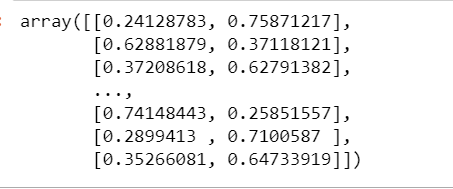 array([[0.24128783, 0.75871217],
[0.62881879, 0.37118121],
[0.37208618, 0.62791382],
...,
[0.74148443, 0.25851557],
[0.2899413 , 0.7100587 ],
[0.35266081, 0.64733919]])